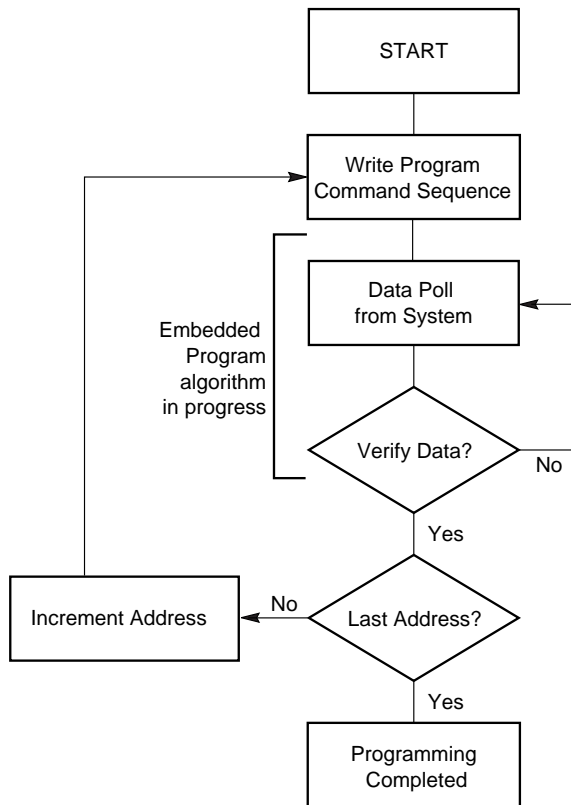 START
Write Program
Command Sequence
Data Poll
from System
Embedded
Program
algorithm
in progress
Verify Data?
No
Yes
Increment Address
No
Last Address?
Yes
Programming
Completed